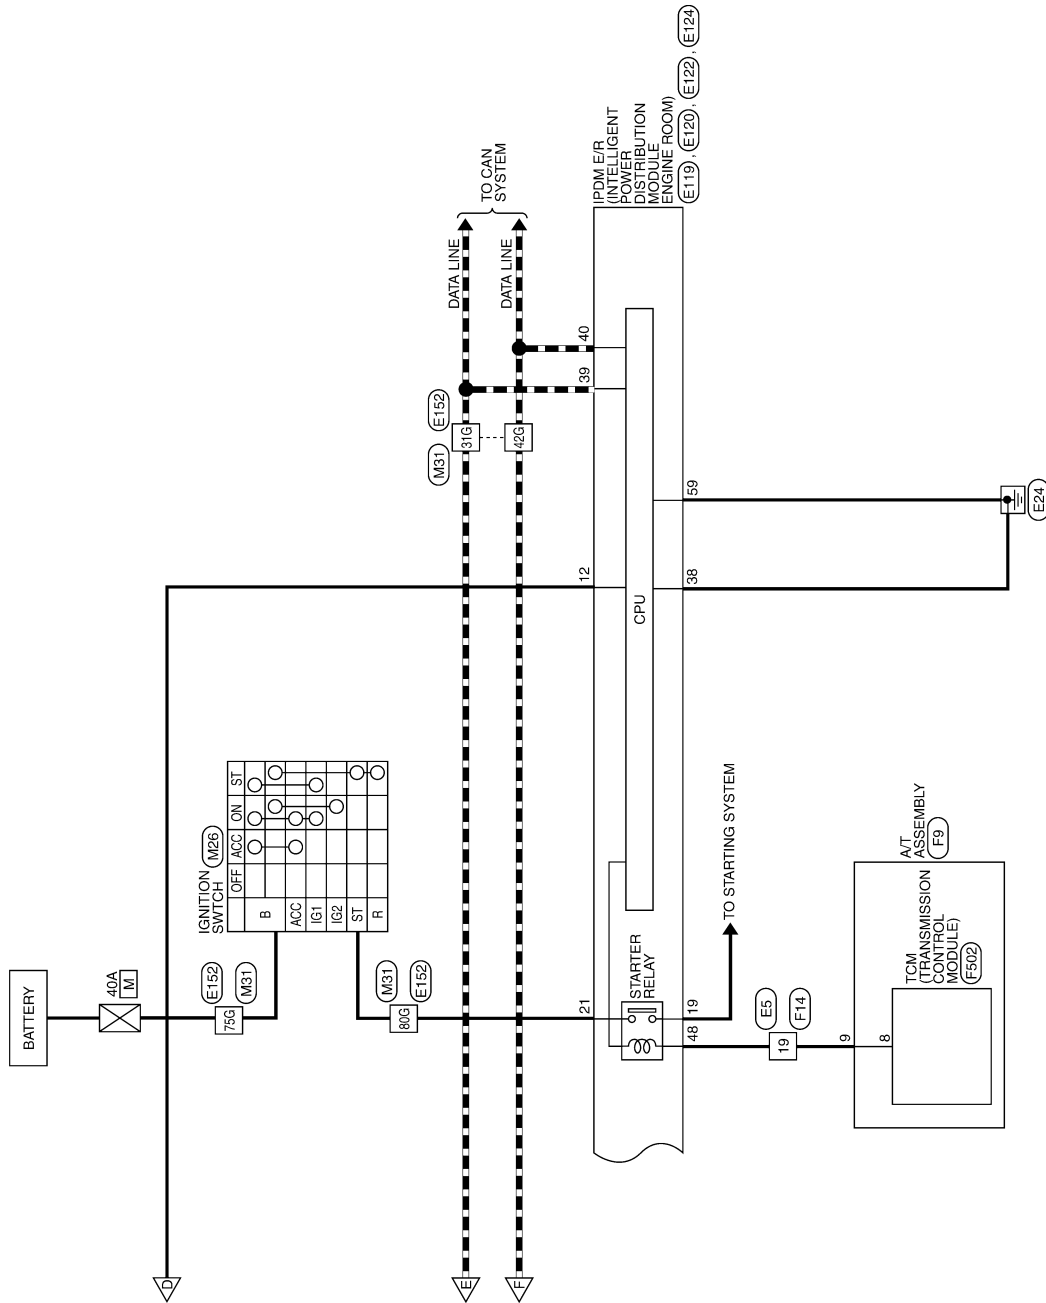 BATTERY
40A
M
E152
M31
75G
IGNITION
SWTCH
M26
OFF
ACC
ON
ST
B
ACC
IG1
IG2
ST
R
M31
E152
80G
D
E
F
M31
E152
31G
42G
DATA LINE
DATA LINE
TO CAN
SYSTEM
21
12
39
40
IPDM E/R
(INTELLIGENT
POWER
DISTRIBUTION
MODULE
ENGINE ROOM)
E119 , E120 , E122 , E124
STARTER
RELAY
CPU
48
19
38
59
TO STARTING SYSTEM
E5
F14
19
9
8
A/T
ASSEMBLY
F9
TCM
(TRANSMISSION
CONTROL
MODULE)
F502
E24